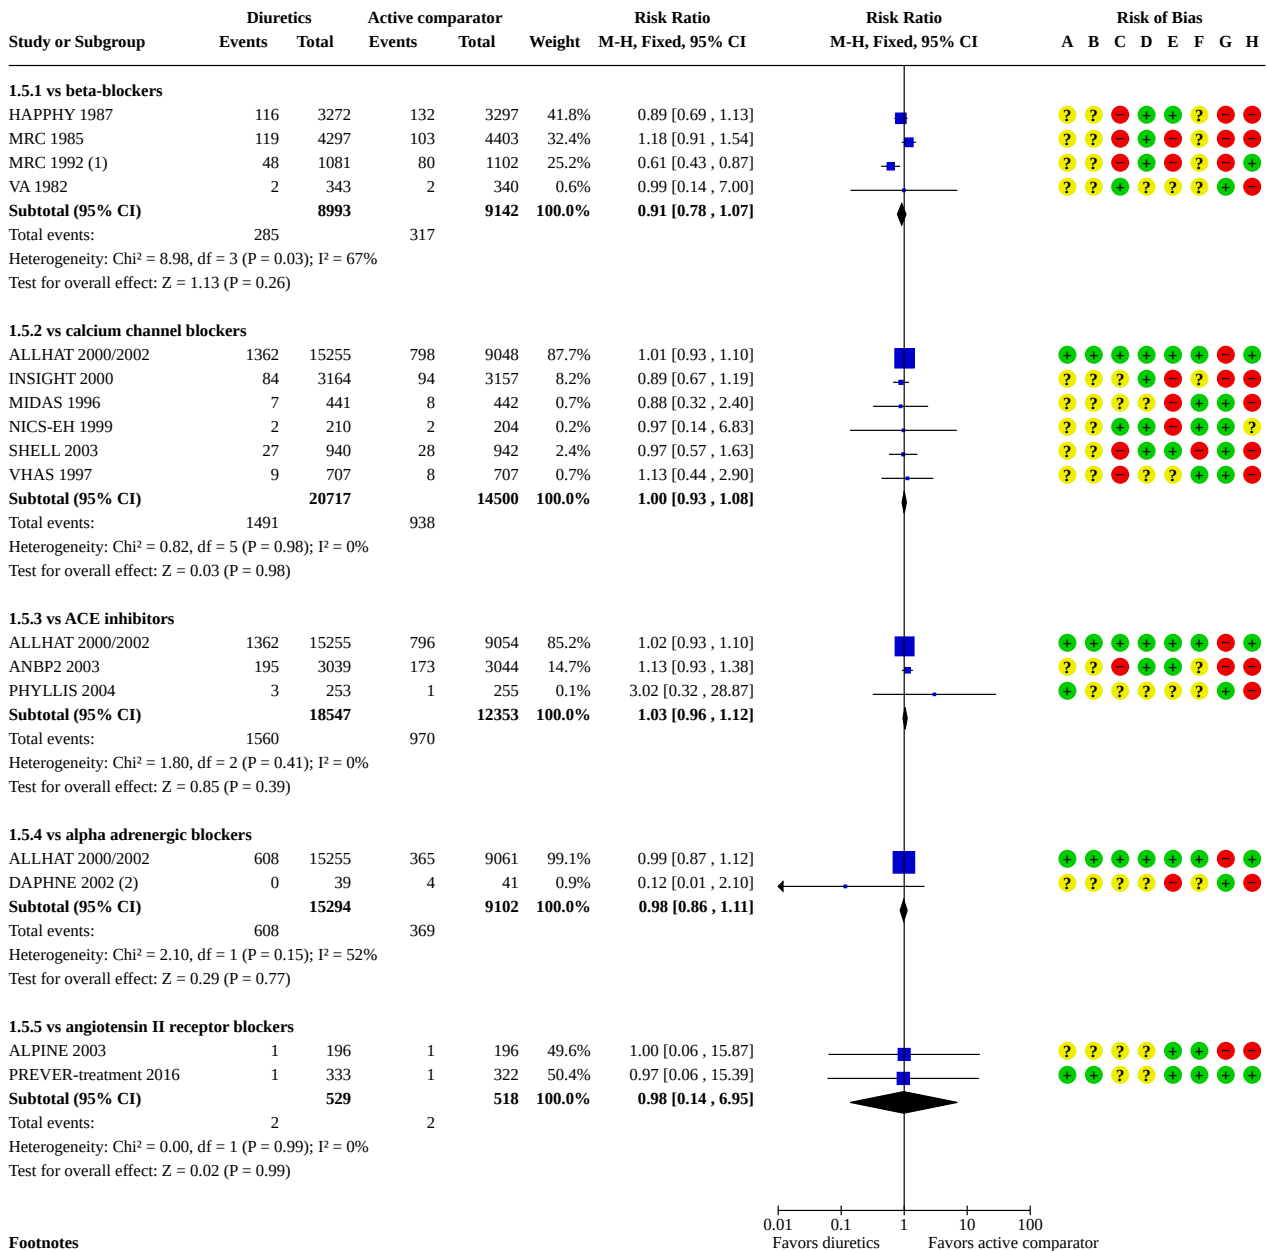 Diuretics Active comparator Risk Ratio Risk Ratio Risk of Bias
Study or Subgroup Events Total Events Total Weight M-H, Fixed, 95% CI M-H, Fixed, 95% CI A B C D E F G H
1.5.1 vs beta-blockers
HAPPHY 1987 116 3272 132 3297 41.8% 0.89 [0.69 , 1.13] ? ? − + + ? − −
MRC 1985 119 4297 103 4403 32.4% 1.18 [0.91 , 1.54] ? ? − + − ? − −
MRC 1992 (1) 48 1081 80 1102 25.2% 0.61 [0.43 , 0.87] ? ? − + − ? − +
VA 1982 2 343 2 340 0.6% 0.99 [0.14 , 7.00] ? ? + ? ? ? + −
Subtotal (95% CI) 8993 9142 100.0% 0.91 [0.78 , 1.07]
Total events: 285 317
Heterogeneity: Chi² = 8.98, df = 3 (P = 0.03); I² = 67%
Test for overall effect: Z = 1.13 (P = 0.26)
1.5.2 vs calcium channel blockers
ALLHAT 2000/2002 1362 15255 798 9048 87.7% 1.01 [0.93 , 1.10] + + + + + + − +
INSIGHT 2000 84 3164 94 3157 8.2% 0.89 [0.67 , 1.19] ? ? ? + − ? − −
MIDAS 1996 7 441 8 442 0.7% 0.88 [0.32 , 2.40] ? ? ? ? − + + −
NICS-EH 1999 2 210 2 204 0.2% 0.97 [0.14 , 6.83] ? ? + + − + + ?
SHELL 2003 27 940 28 942 2.4% 0.97 [0.57 , 1.63] ? ? − + + − + −
VHAS 1997 9 707 8 707 0.7% 1.13 [0.44 , 2.90] ? ? − ? ? + + −
Subtotal (95% CI) 20717 14500 100.0% 1.00 [0.93 , 1.08]
Total events: 1491 938
Heterogeneity: Chi² = 0.82, df = 5 (P = 0.98); I² = 0%
Test for overall effect: Z = 0.03 (P = 0.98)
1.5.3 vs ACE inhibitors
ALLHAT 2000/2002 1362 15255 796 9054 85.2% 1.02 [0.93 , 1.10] + + + + + + − +
ANBP2 2003 195 3039 173 3044 14.7% 1.13 [0.93 , 1.38] ? ? − + + ? − −
PHYLLIS 2004 3 253 1 255 0.1% 3.02 [0.32 , 28.87] + ? ? ? ? ? + −
Subtotal (95% CI) 18547 12353 100.0% 1.03 [0.96 , 1.12]
Total events: 1560 970
Heterogeneity: Chi² = 1.80, df = 2 (P = 0.41); I² = 0%
Test for overall effect: Z = 0.85 (P = 0.39)
1.5.4 vs alpha adrenergic blockers
ALLHAT 2000/2002 608 15255 365 9061 99.1% 0.99 [0.87 , 1.12] + + + + + + − +
DAPHNE 2002 (2) 0 39 4 41 0.9% 0.12 [0.01 , 2.10] ? ? ? ? − ? + −
Subtotal (95% CI) 15294 9102 100.0% 0.98 [0.86 , 1.11]
Total events: 608 369
Heterogeneity: Chi² = 2.10, df = 1 (P = 0.15); I² = 52%
Test for overall effect: Z = 0.29 (P = 0.77)
1.5.5 vs angiotensin II receptor blockers
ALPINE 2003 1 196 1 196 49.6% 1.00 [0.06 , 15.87] ? ? ? ? + + − −
PREVER-treatment 2016 1 333 1 322 50.4% 0.97 [0.06 , 15.39] + + ? ? + + + +
Subtotal (95% CI) 529 518 100.0% 0.98 [0.14 , 6.95]
Total events: 2 2
Heterogeneity: Chi² = 0.00, df = 1 (P = 0.99); I² = 0%
Test for overall effect: Z = 0.02 (P = 0.99)
0.01 0.1 1 10 100
Footnotes Favors diuretics Favors active comparator